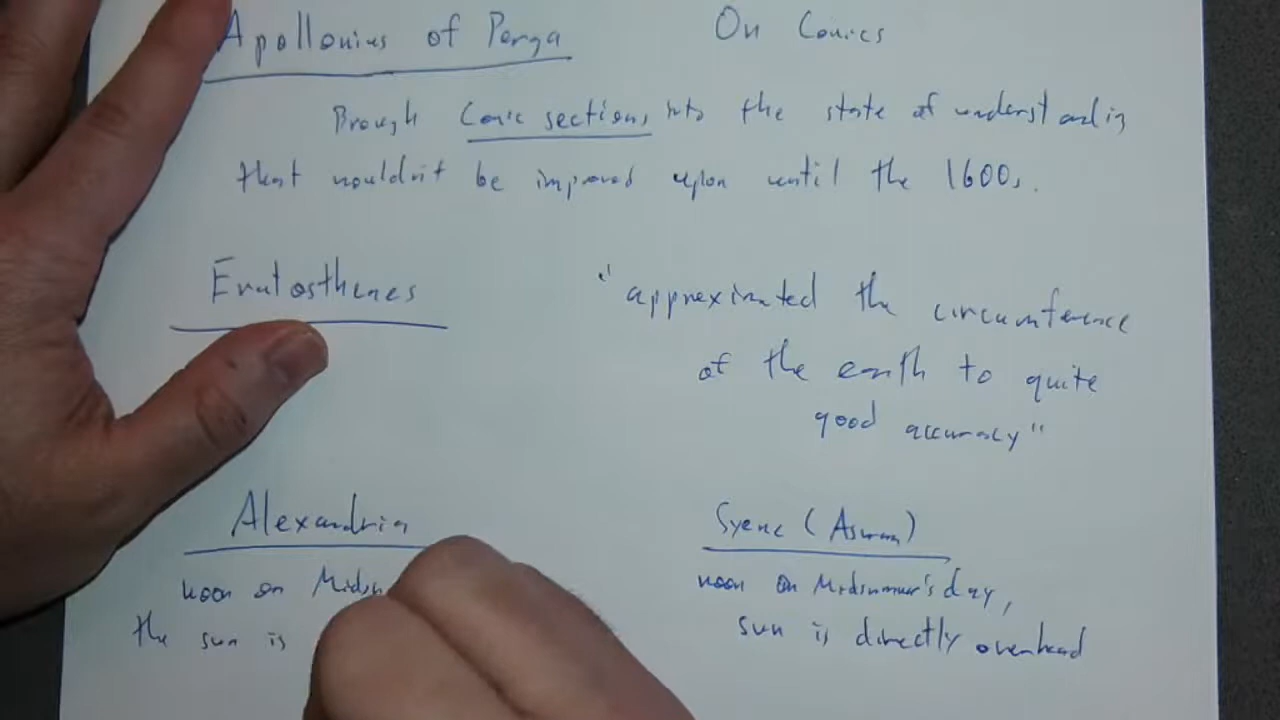 Apollonius of Perga
On Conics
Brough Conic sections into the state of understanding
that wouldn't be improved upon until the 1600s.
Eratosthenes
"approximated the circumference
of the earth to quite
good accuracy"
Alexandria
Syene (Aswan)
noon on Midsu
noon on Midsummer's day,
the sun is
sun is directly overhead